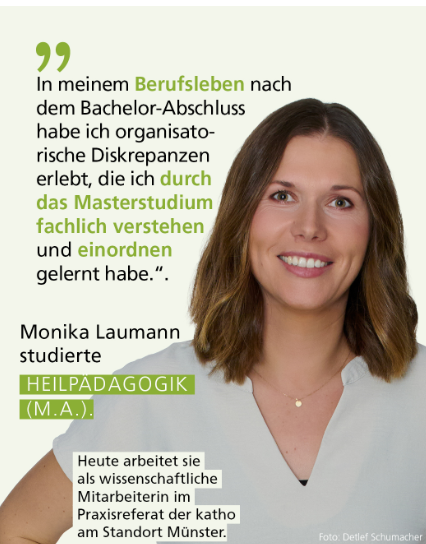 ”
In meinem Berufsleben nach
dem Bachelor-Abschluss
habe ich organisato-
rische Diskrepanzen
erlebt, die ich durch
das Masterstudium
fachlich verstehen
und einordnen
gelernt habe.“.
Monika Laumann
studierte
HEILPÄDAGOGIK
(M.A.).
Heute arbeitet sie
als wissenschaftliche
Mitarbeiterin im
Praxisreferat der katho
am Standort Münster.
Foto: Detlef Schumacher